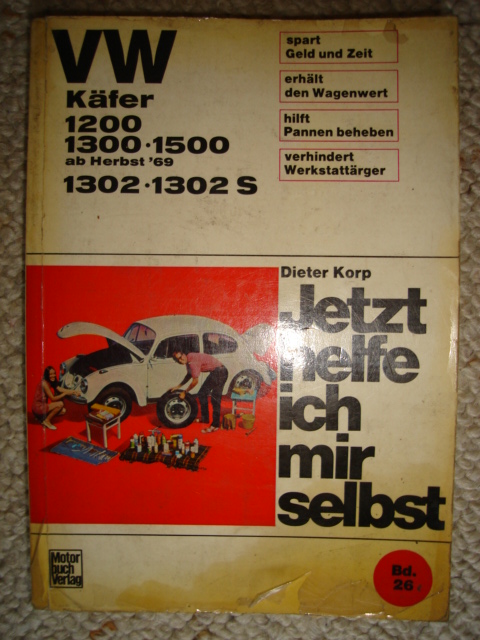 VW
Käfer
1200
1300·1500
ab Herbst '69
1302·1302 S
spart
Geld und Zeit
erhält
den Wagenwert
hilft
Pannen beheben
verhindert
Werkstattärger
Dieter Korp
Jetzt
helfe
ich
mir
selbst
Motor
buch
Verlag
Bd.
26